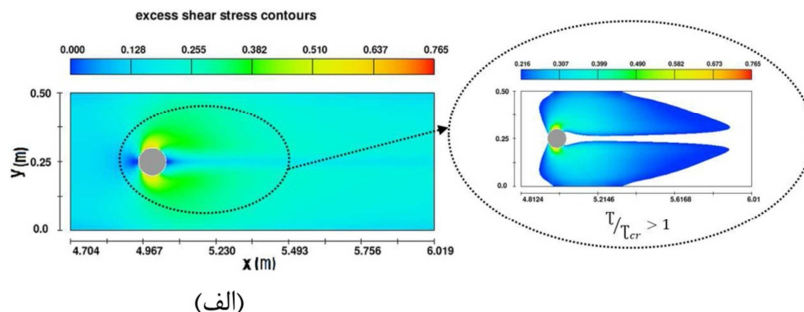 excess shear stress contours
0.000 0.128 0.255 0.382 0.510 0.637 0.765
0.50
0.25
0.0
y (m)
4.704 4.967 5.230 5.493 5.756 6.019
x (m)
0.216 0.307 0.399 0.490 0.582 0.673 0.765
0.50
0.25
0.0
4.8124 5.2146 5.6168 6.01
τ/τcr > 1
(الف)